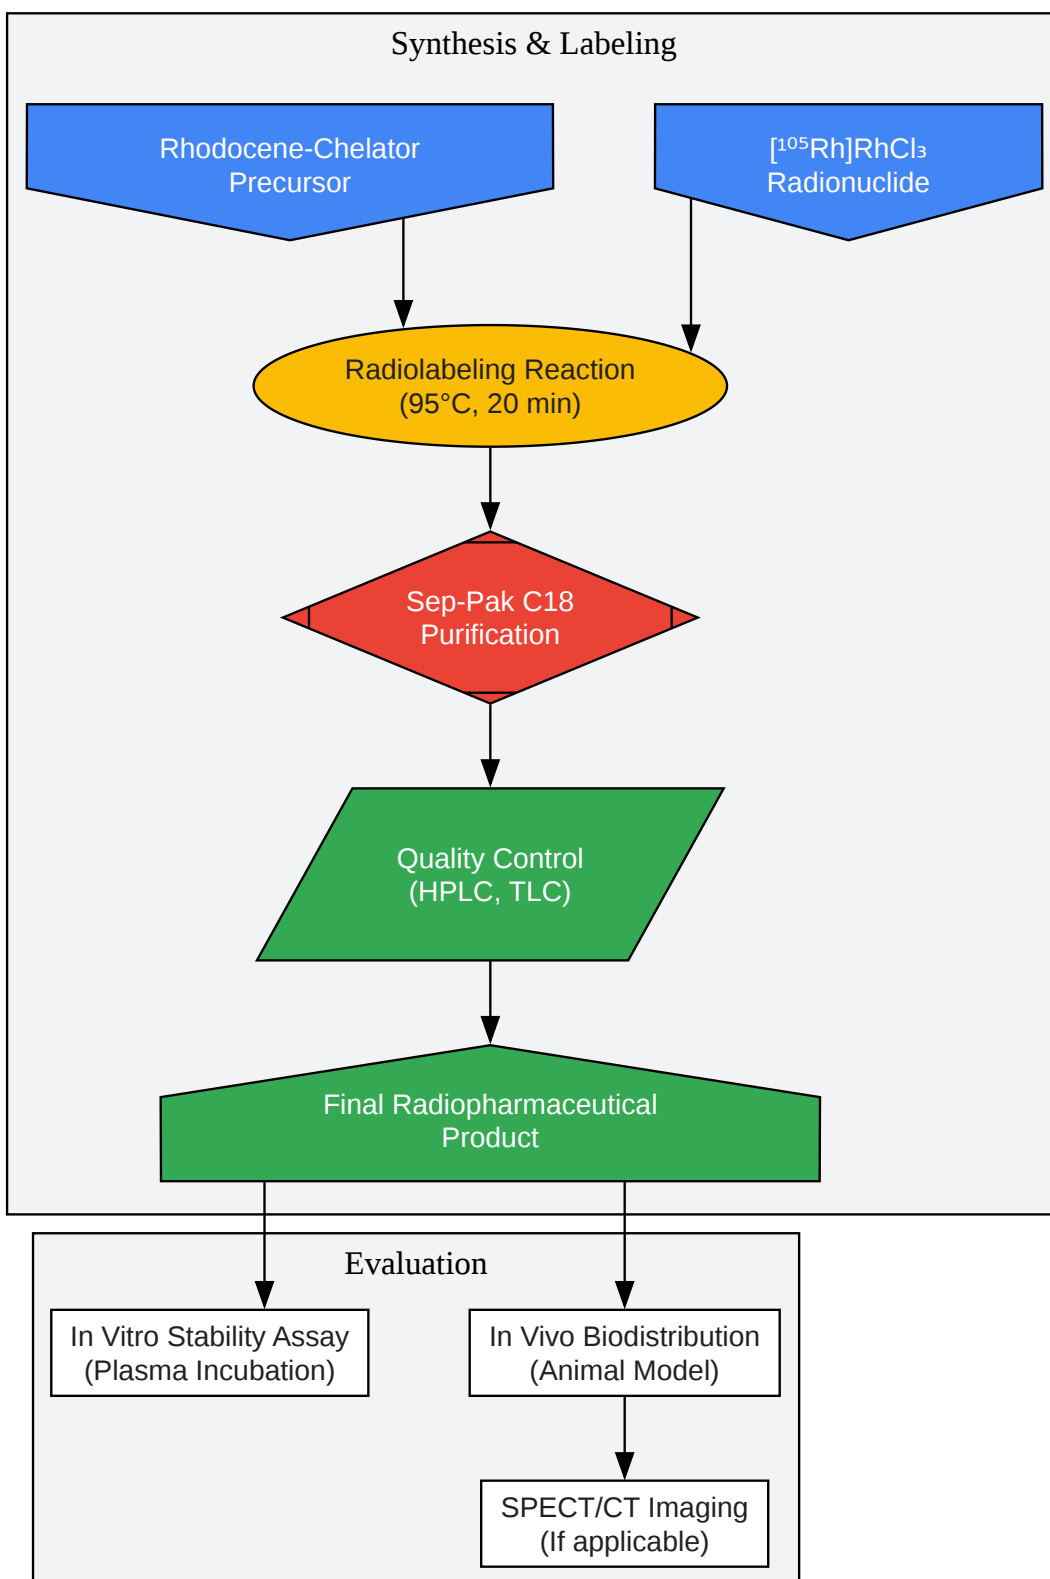 Synthesis & Labeling
Rhodocene-Chelator
Precursor
[¹⁰⁵Rh]RhCl₃
Radionuclide
Radiolabeling Reaction
(95°C, 20 min)
Sep-Pak C18
Purification
Quality Control
(HPLC, TLC)
Final Radiopharmaceutical
Product
Evaluation
In Vitro Stability Assay
(Plasma Incubation)
In Vivo Biodistribution
(Animal Model)
SPECT/CT Imaging
(If applicable)